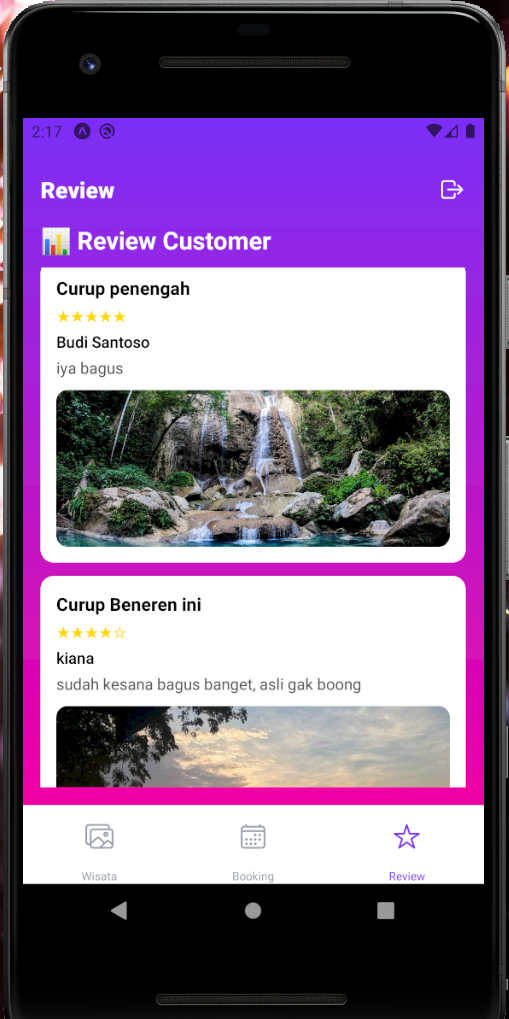 2:17
Review
Review Customer
Curup penengah
★★★★★
Budi Santoso
iya bagus
Curup Beneren ini
★★★★☆
kiana
sudah kesana bagus banget, asli gak boong
Wisata
Booking
Review